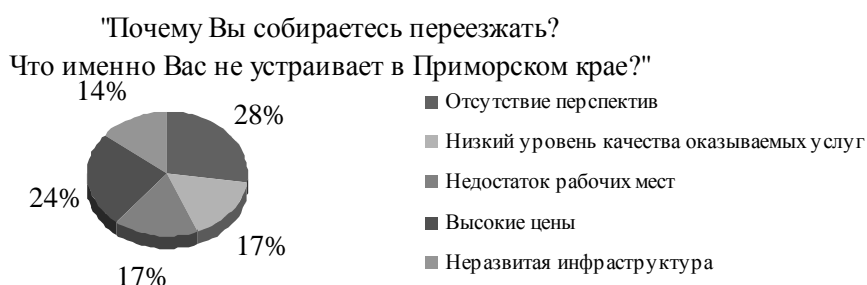 "Почему Вы собираетесь переезжать?
Что именно Вас не устраивает в Приморском крае?"
14%
28%
24%
17%
17%
Отсутствие перспектив
Низкий уровень качества оказываемых услуг
Недостаток рабочих мест
Высокие цены
Неразвитая инфраструктура